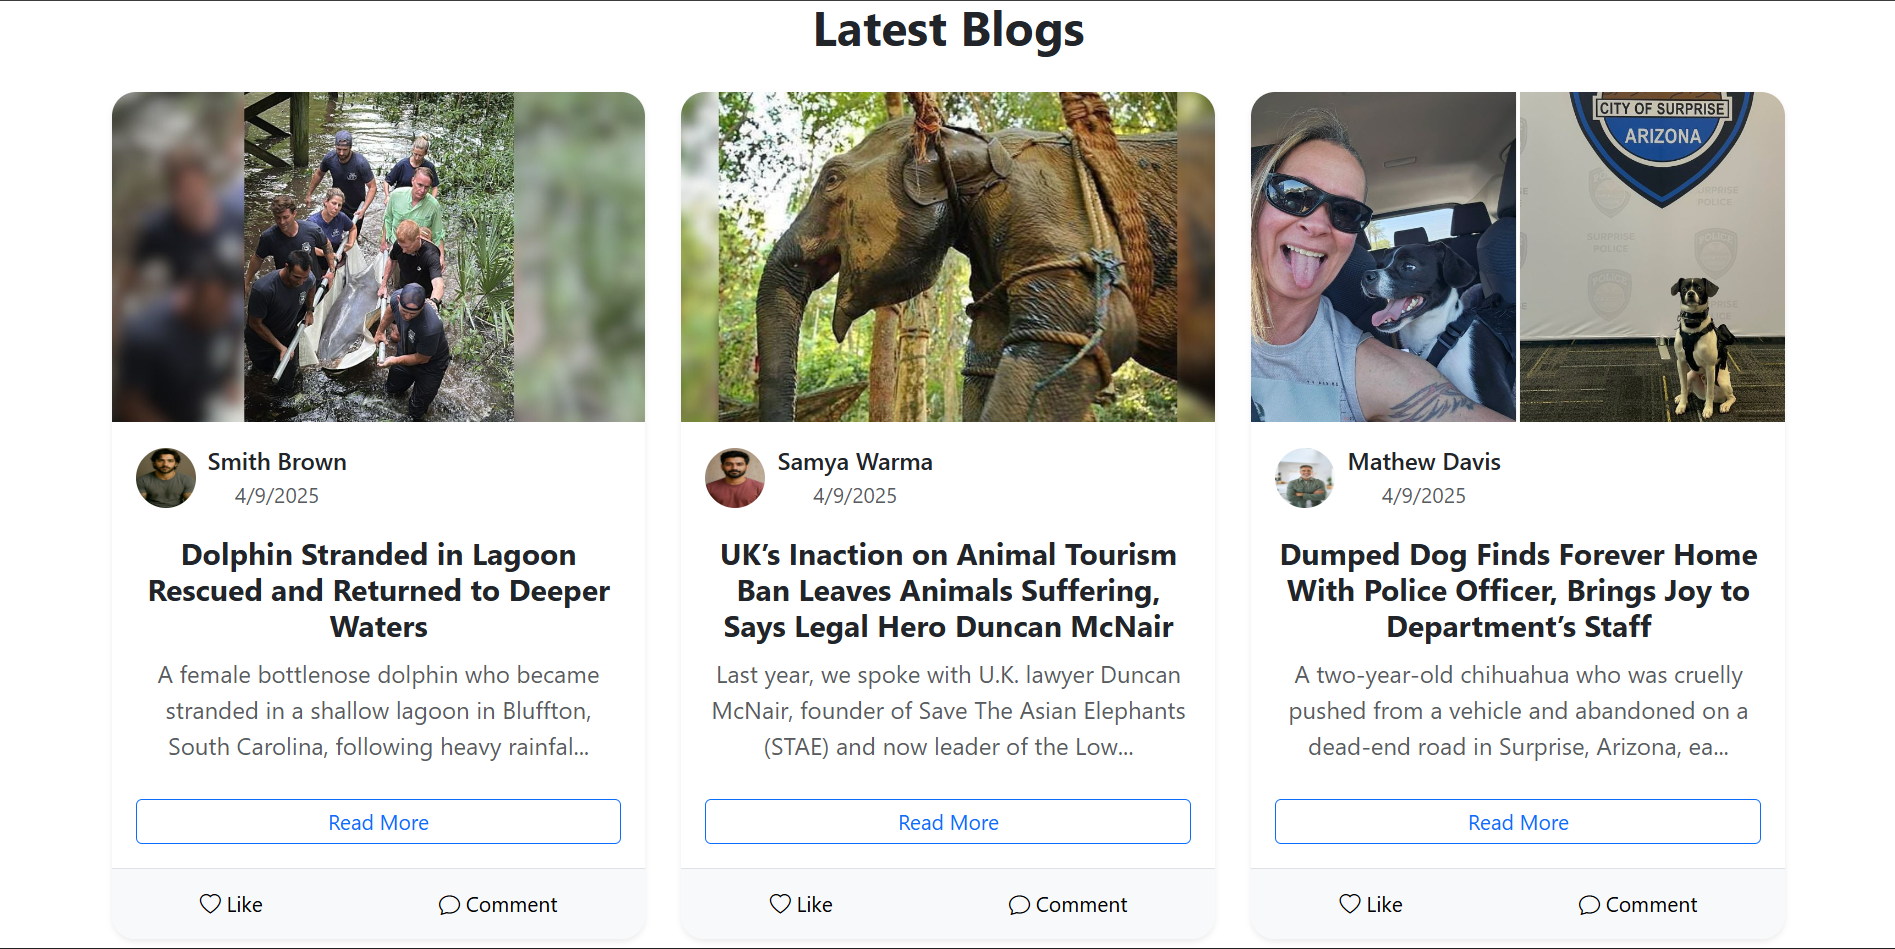 Latest Blogs
CITY OF SURPRISE
ARIZONA
SURPRISE
POLICE
SURPRISE
POLICE
POLICE
POLICE
Smith Brown
4/9/2025
Dolphin Stranded in Lagoon
Rescued and Returned to Deeper
Waters
A female bottlenose dolphin who became
stranded in a shallow lagoon in Bluffton,
South Carolina, following heavy rainfal...
Read More
Like
Comment
Samya Warma
4/9/2025
UK’s Inaction on Animal Tourism
Ban Leaves Animals Suffering,
Says Legal Hero Duncan McNair
Last year, we spoke with U.K. lawyer Duncan
McNair, founder of Save The Asian Elephants
(STAE) and now leader of the Low...
Read More
Like
Comment
Mathew Davis
4/9/2025
Dumped Dog Finds Forever Home
With Police Officer, Brings Joy to
Department’s Staff
A two-year-old chihuahua who was cruelly
pushed from a vehicle and abandoned on a
dead-end road in Surprise, Arizona, ea...
Read More
Like
Comment